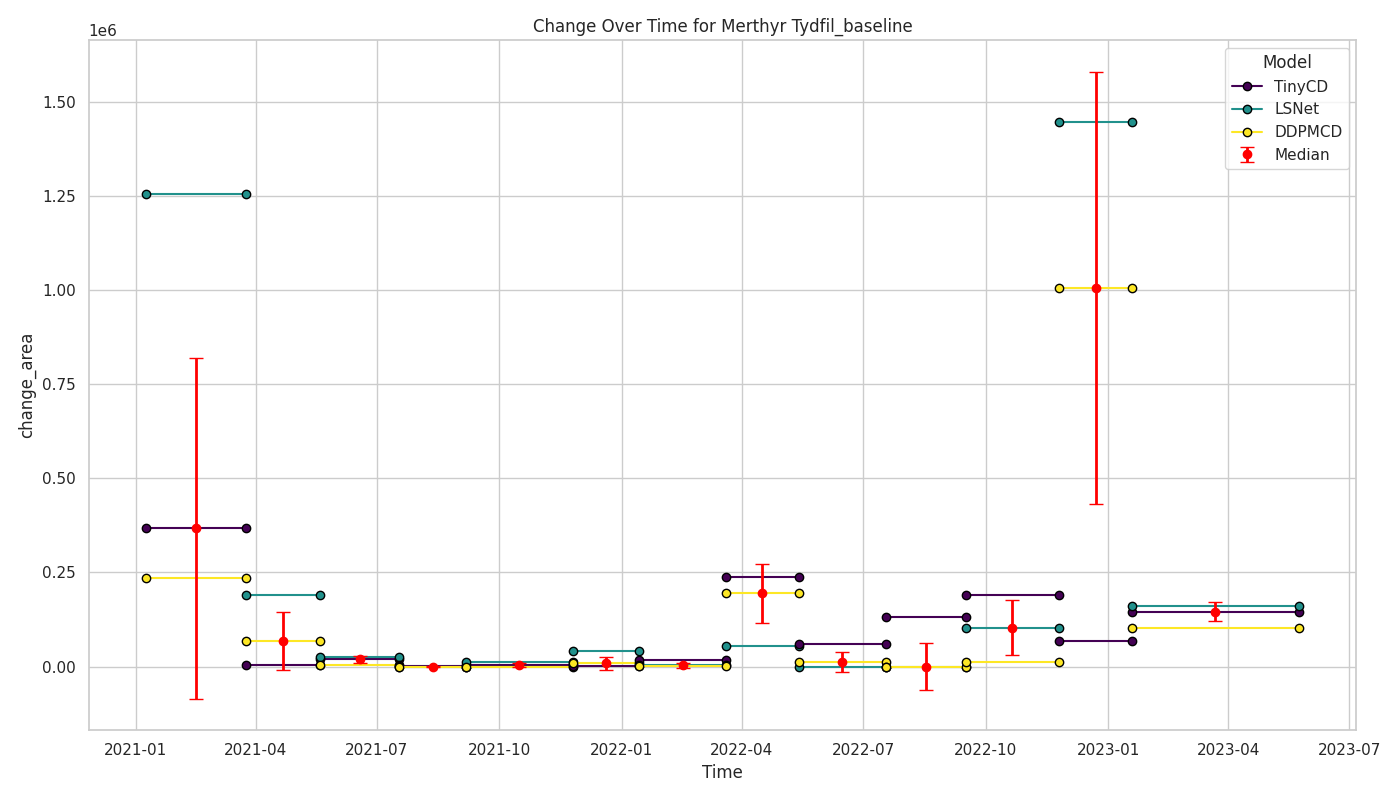 Change Over Time for Merthyr Tydfil_baseline
1e6
Model
TinyCD
LSNet
DDPMCD
Median
change_area
1.50
1.25
1.00
0.75
0.50
0.25
0.00
2021-01 2021-04 2021-07 2021-10 2022-01 2022-04 2022-07 2022-10 2023-01 2023-04 2023-07
Time